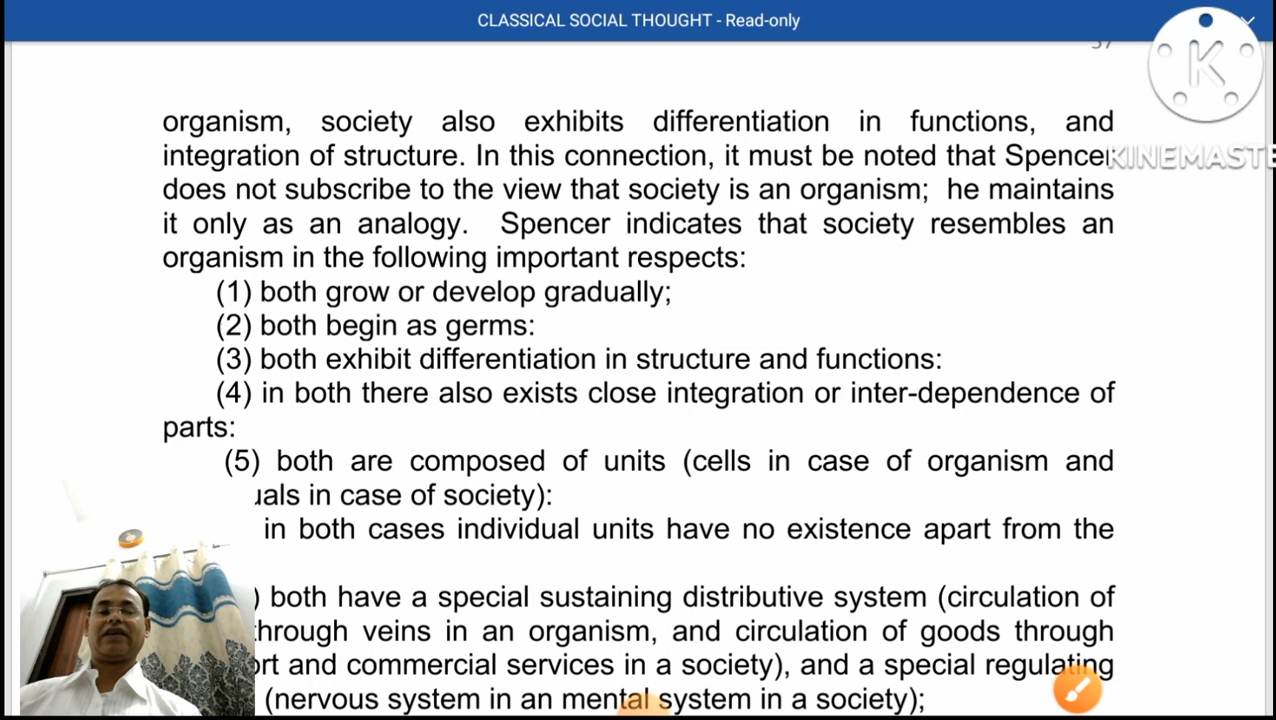 CLASSICAL SOCIAL THOUGHT - Read-only
K
KINEMASTE
organism, society also exhibits differentiation in functions, and
integration of structure. In this connection, it must be noted that Spencer
does not subscribe to the view that society is an organism; he maintains
it only as an analogy. Spencer indicates that society resembles an
organism in the following important respects:
(1) both grow or develop gradually;
(2) both begin as germs:
(3) both exhibit differentiation in structure and functions:
(4) in both there also exists close integration or inter-dependence of
parts:
(5) both are composed of units (cells in case of organism and
uals in case of society):
in both cases individual units have no existence apart from the
) both have a special sustaining distributive system (circulation of
through veins in an organism, and circulation of goods through
rt and commercial services in a society), and a special regulating
(nervous system in an mental system in a society);